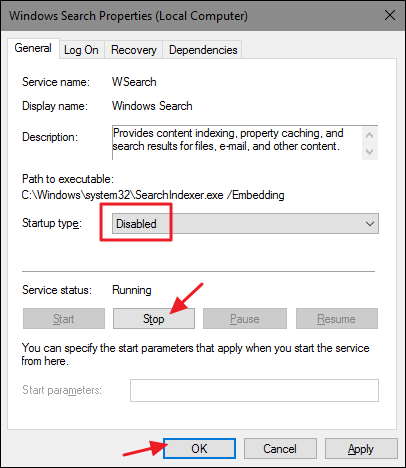 Windows Search Properties (Local Computer)
General Log On Recovery Dependencies
Service name: WSearch
Display name: Windows Search
Description: Provides content indexing, property caching, and
search results for files, e-mail, and other content.
Path to executable:
C:\Windows\system32\SearchIndexer.exe /Embedding
Startup type: Disabled
Service status: Running
Start Stop Pause Resume
You can specify the start parameters that apply when you start the service
from here.
Start parameters:
OK Cancel Apply